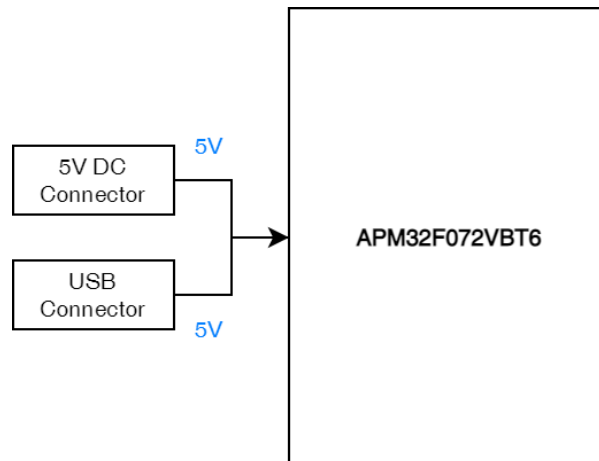 5V
5V DC
Connector
APM32F072VBT6
USB
Connector
5V